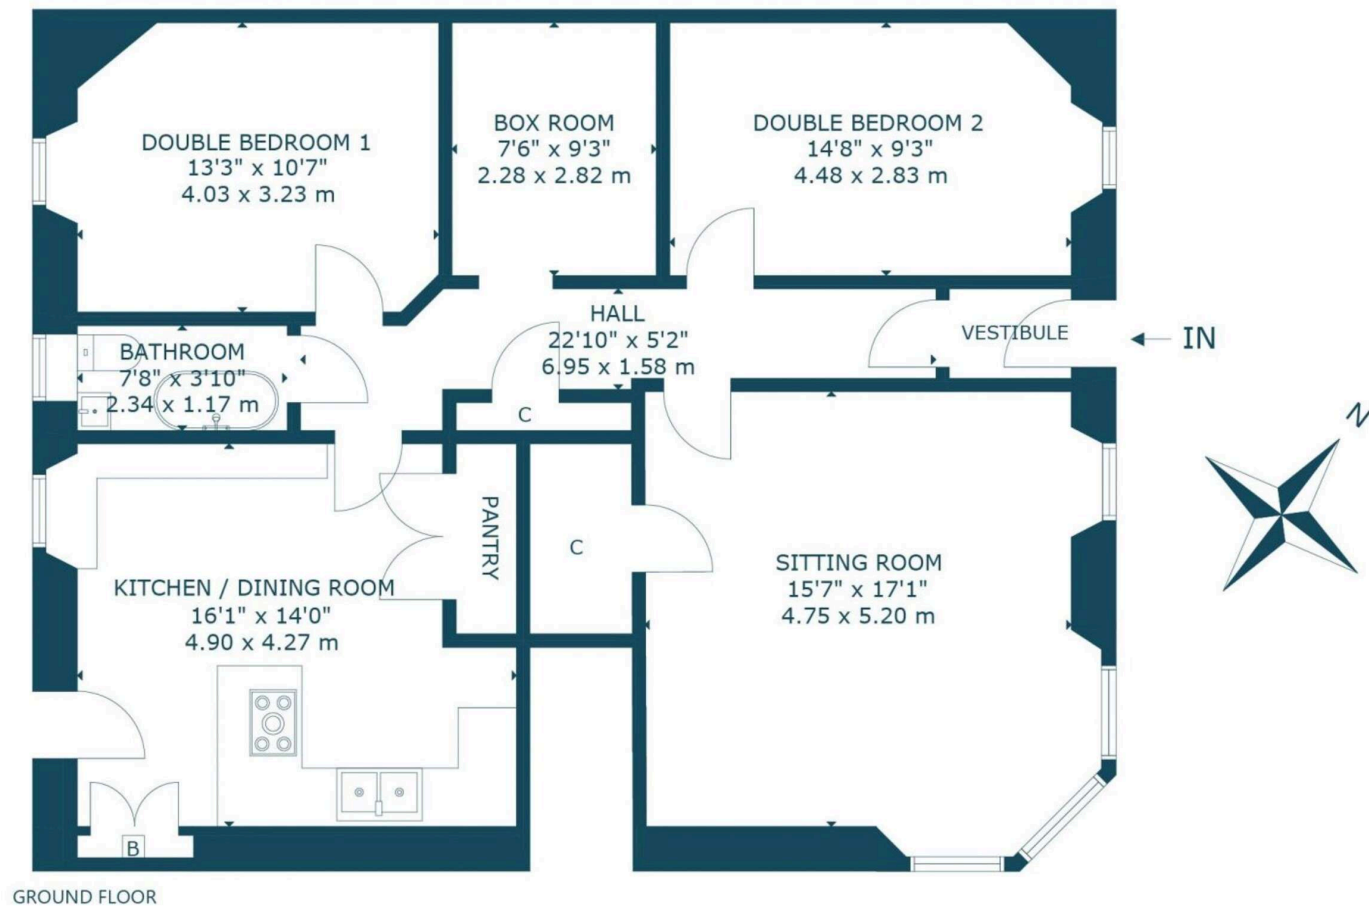 DOUBLE BEDROOM 1
13'3" x 10'7"
4.03 x 3.23 m
BOX ROOM
7'6" x 9'3"
2.28 x 2.82 m
DOUBLE BEDROOM 2
14'8" x 9'3"
4.48 x 2.83 m
HALL
22'10" x 5'2"
6.95 x 1.58 m
VESTIBULE
IN
BATHROOM
7'8" x 3'10"
2.34 x 1.17 m
C
PANTRY
C
KITCHEN / DINING ROOM
16'1" x 14'0"
4.90 x 4.27 m
SITTING ROOM
15'7" x 17'1"
4.75 x 5.20 m
N
B
GROUND FLOOR